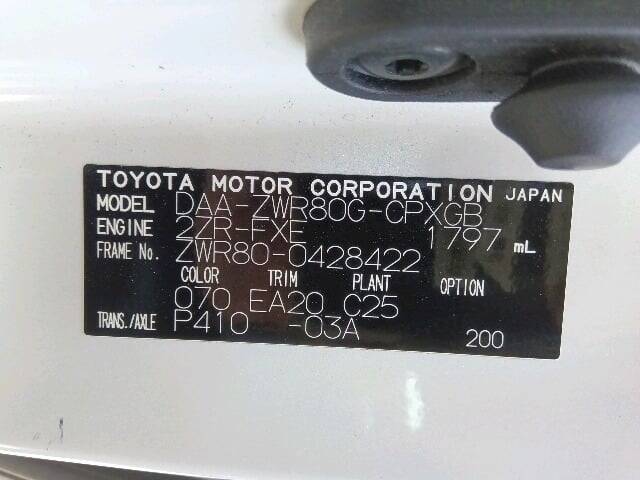 TOYOTA MOTOR CORPORATION JAPAN
MODEL DAA-ZWR80G-CPXGB
ENGINE 2ZR-FXE 1797 mL
FRAME No. ZWR80-0428422
COLOR TRIM PLANT OPTION
070 EA20 C25
TRANS./AXLE P410 -03A 200